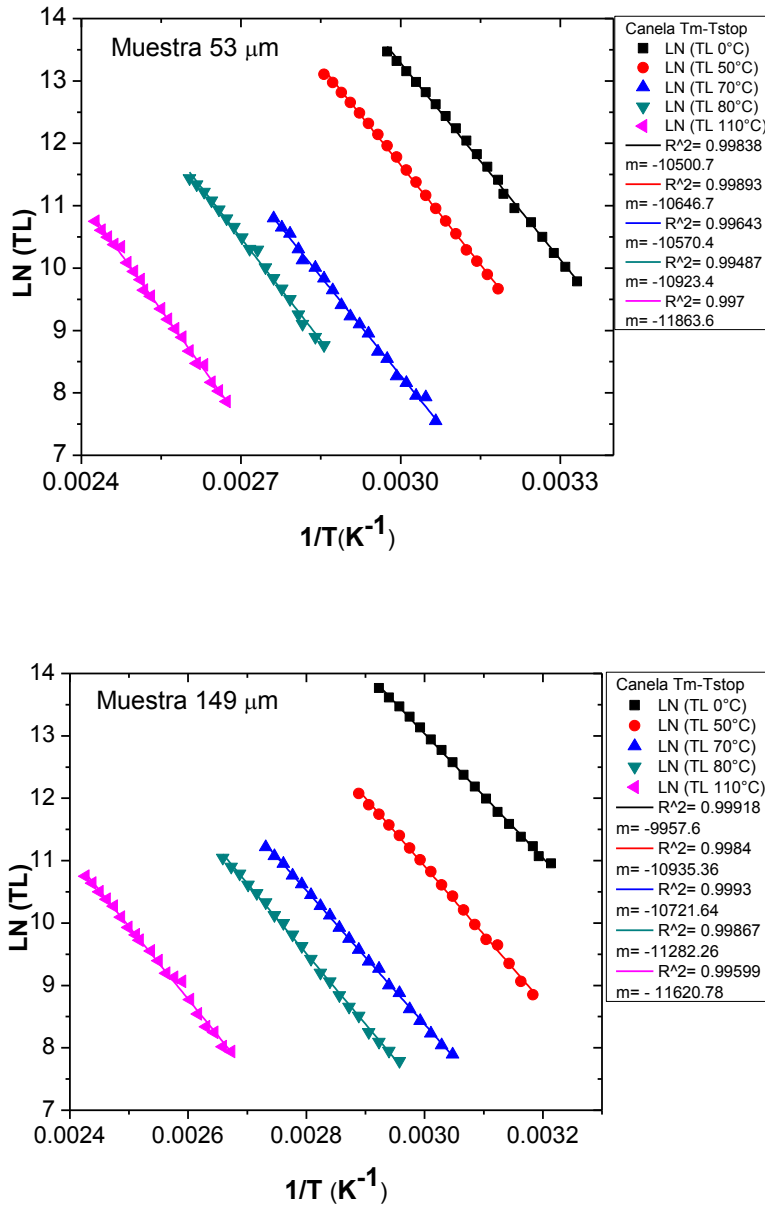 Muestra 53 μm
Canela Tm-Tstop
LN (TL 0°C)
LN (TL 50°C)
LN (TL 70°C)
LN (TL 80°C)
LN (TL 110°C)
R^2= 0.99838
m= -10500.7
R^2= 0.99893
m= -10646.7
R^2= 0.99643
m= -10570.4
R^2= 0.99487
m= -10923.4
R^2= 0.997
m= -11863.6
LN (TL)
14
13
12
11
10
9
8
7
0.0024 0.0027 0.0030 0.0033
1/T(K-1)
Muestra 149 μm
Canela Tm-Tstop
LN (TL 0°C)
LN (TL 50°C)
LN (TL 70°C)
LN (TL 80°C)
LN (TL 110°C)
R^2= 0.99918
m= -9957.6
R^2= 0.9984
m= -10935.36
R^2= 0.9993
m= -10721.64
R^2= 0.99867
m= -11282.26
R^2= 0.99599
m= - 11620.78
LN (TL)
14
13
12
11
10
9
8
7
6
0.0024 0.0026 0.0028 0.0030 0.0032
1/T (K-1)